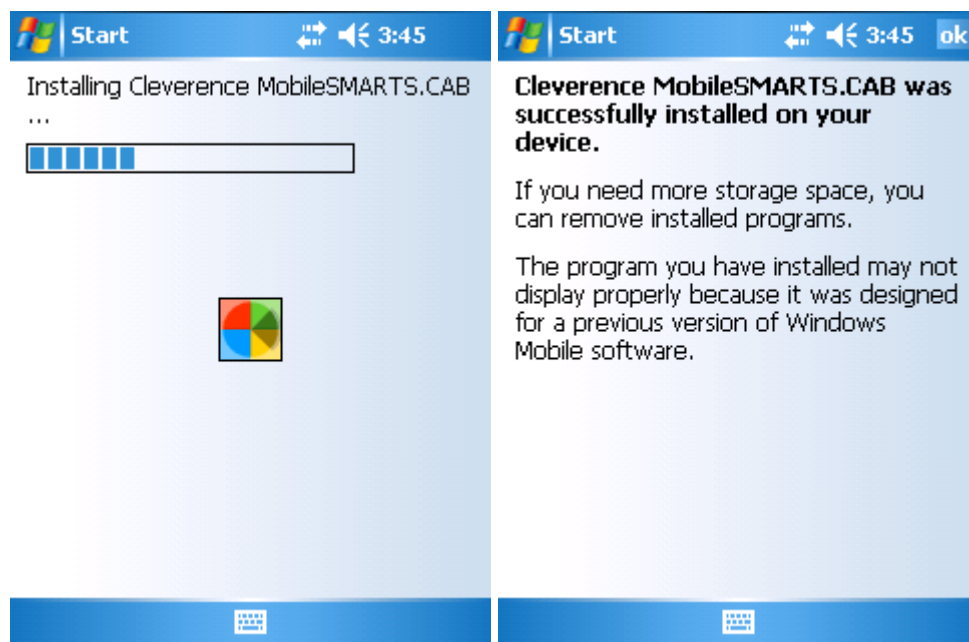 Start 3:45
Installing Cleverence MobileSMARTS.CAB
...
Start 3:45 ok
Cleverence MobileSMARTS.CAB was
successfully installed on your
device.
If you need more storage space, you
can remove installed programs.
The program you have installed may not
display properly because it was designed
for a previous version of Windows
Mobile software.